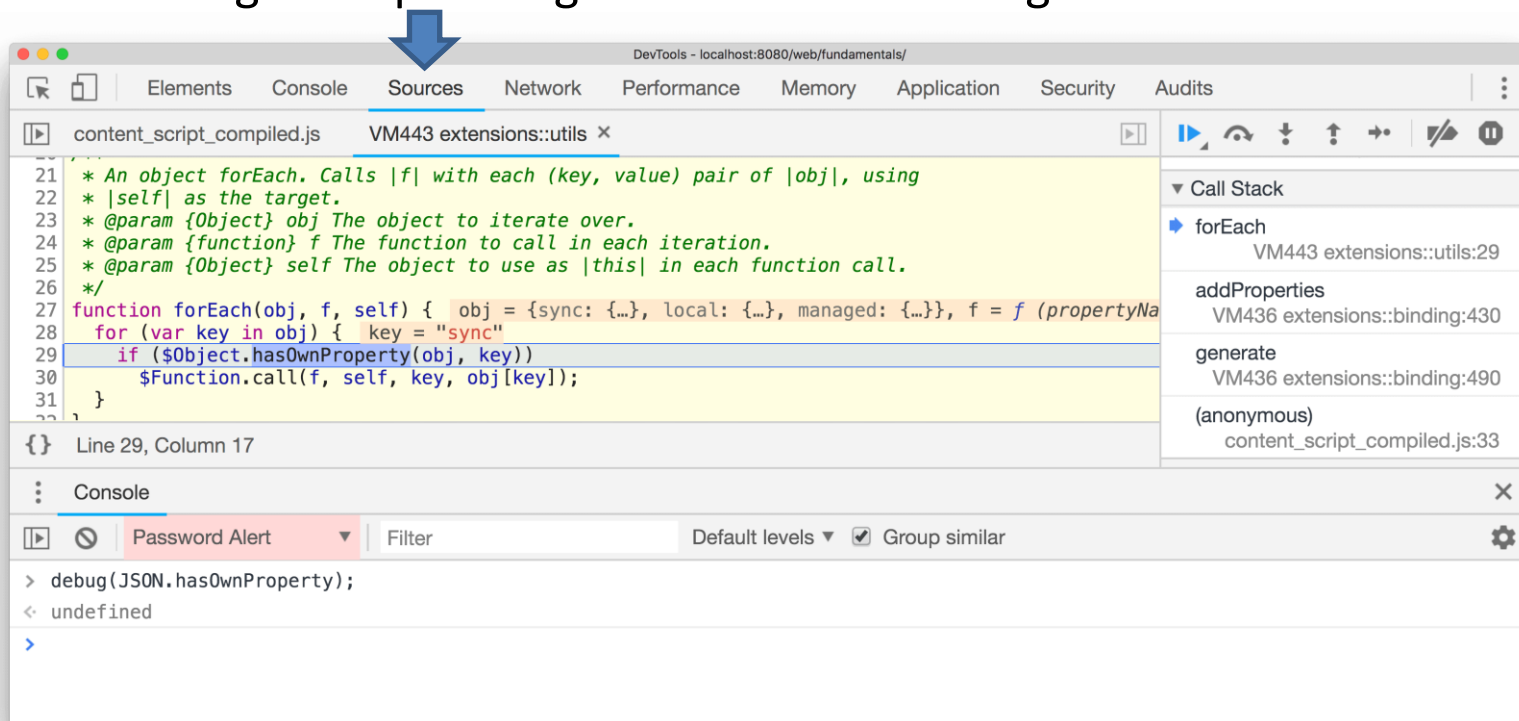 DevTools - localhost:8080/web/fundamentals/
Elements Console Sources Network Performance Memory Application Security Audits
content_script_compiled.js VM443 extensions::utils ×
21 * An object forEach. Calls |f| with each (key, value) pair of |obj|, using
22 * |self| as the target.
23 * @param {Object} obj The object to iterate over.
24 * @param {function} f The function to call in each iteration.
25 * @param {Object} self The object to use as |this| in each function call.
26 */
27 function forEach(obj, f, self) { obj = {sync: {…}, local: {…}, managed: {…}}, f = ƒ (propertyNa
28 for (var key in obj) { key = "sync"
29 if ($Object.hasOwnProperty(obj, key))
30 $Function.call(f, self, key, obj[key]);
31 }
{} Line 29, Column 17
Call Stack
forEach
VM443 extensions::utils:29
addProperties
VM436 extensions::binding:430
generate
VM436 extensions::binding:490
(anonymous)
content_script_compiled.js:33
Console
Password Alert Filter Default levels Group similar
> debug(JSON.hasOwnProperty);
undefined
>